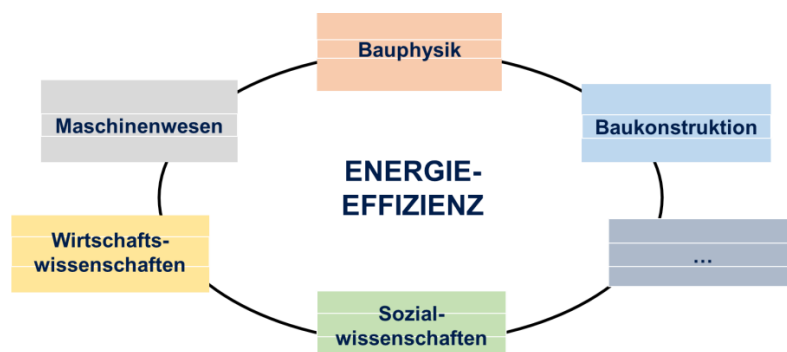 Bauphysik
Maschinenwesen
Baukonstruktion
ENERGIE-
EFFIZIENZ
Wirtschafts-
wissenschaften
...
Sozial-
wissenschaften